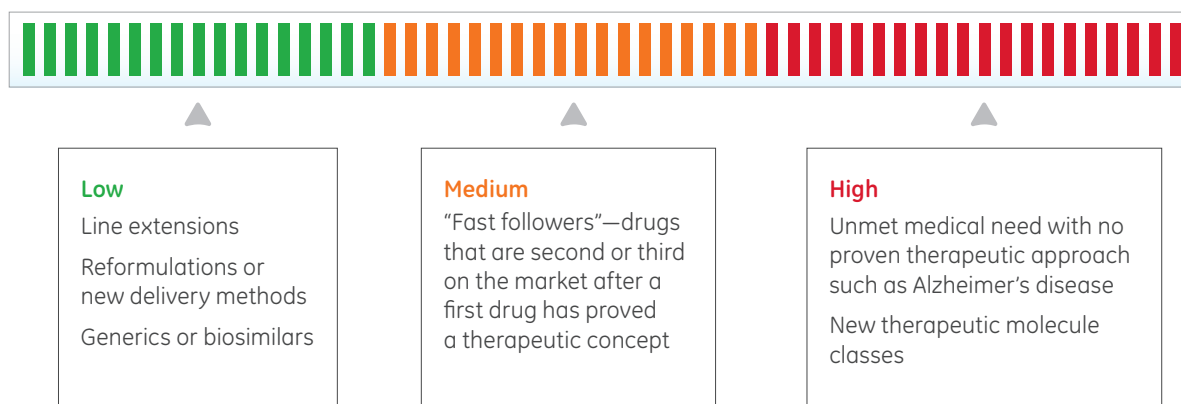 Low
Line extensions
Reformulations or
new delivery methods
Generics or biosimilars
Medium
“Fast followers”—drugs
that are second or third
on the market after a
first drug has proved
a therapeutic concept
High
Unmet medical need with no
proven therapeutic approach
such as Alzheimer’s disease
New therapeutic molecule
classes